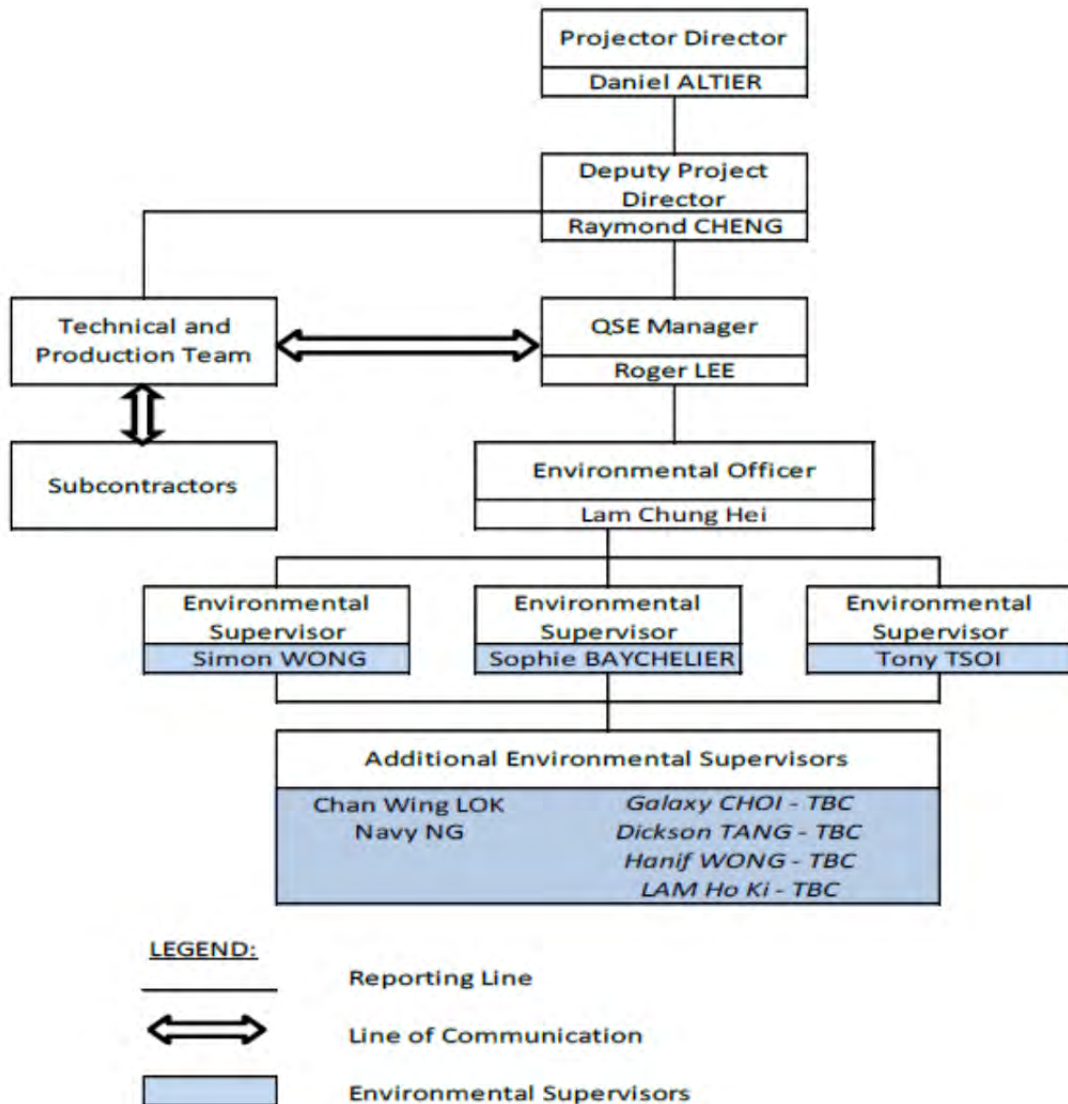 Projector Director
Daniel ALTIER
Deputy Project
Director
Raymond CHENG
Technical and
Production Team
QSE Manager
Roger LEE
Subcontractors
Environmental Officer
Lam Chung Hei
Environmental
Supervisor
Simon WONG
Environmental
Supervisor
Sophie BAYCHELIER
Environmental
Supervisor
Tony TSOI
Additional Environmental Supervisors
Chan Wing LOK
Navy NG
Galaxy CHOI - TBC
Dickson TANG - TBC
Hanif WONG - TBC
LAM Ho Ki - TBC
LEGEND:
Reporting Line
Line of Communication
Environmental Supervisors